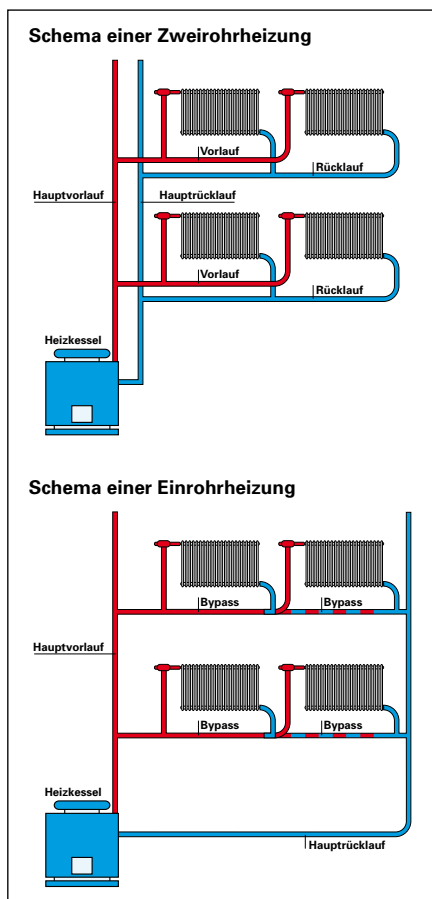 Schema einer Zweirohrheizung
Vorlauf
Rücklauf
Hauptvorlauf
Hauptrücklauf
Vorlauf
Rücklauf
Heizkessel
Schema einer Einrohrheizung
Bypass
Bypass
Hauptvorlauf
Bypass
Bypass
Heizkessel
Hauptrücklauf